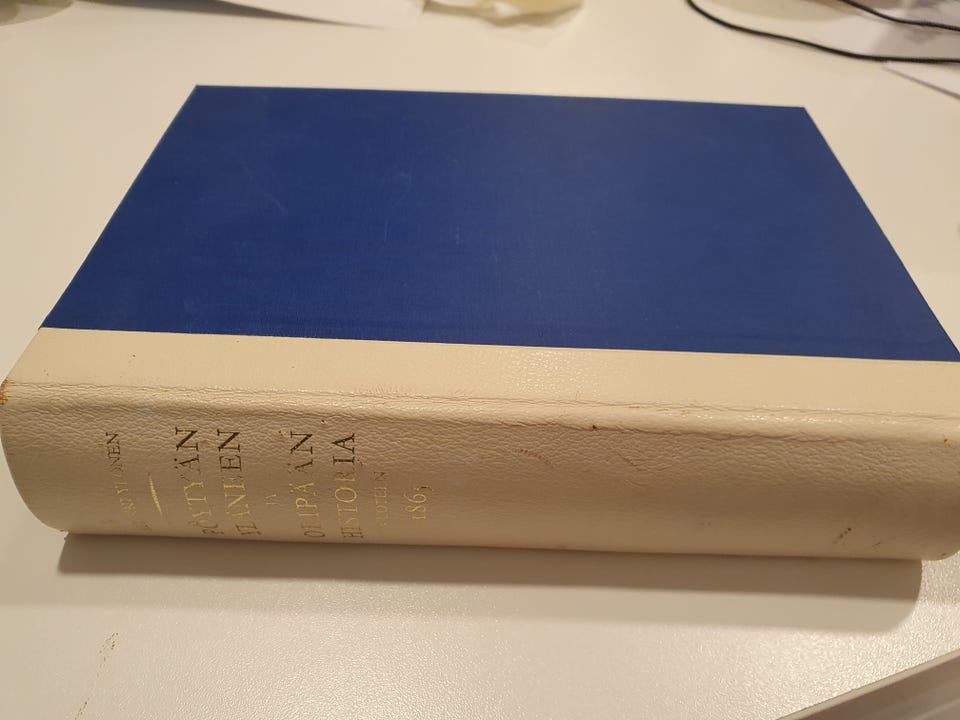 PÖYTYÄN
YLÄNEEN
JA
ORIPÄÄN
HISTORIA
VUOTEEN
1865